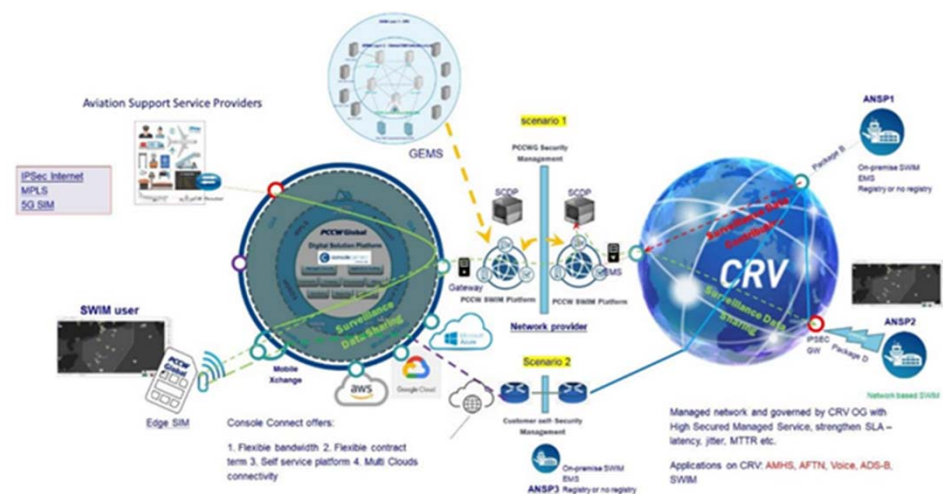 Aviation Support Service Providers
IPSec Internet
MPLS
5G SIM
GEMS
scenario 1
PCCWG Security
Management
SCDP
SCDP
Gateway
EMS
PCCW SWIM Platform
PCCW SWIM Platform
Network provider
PCCW Global
Digital Solution Platform
Surveillance
Data Sharing
SWIM user
PCCW
Global
Edge SIM
Mobile
Xchange
aws
Google Cloud
Microsoft
Azure
Scenario 2
Customer self-Security
Management
On-premise SWIM
EMS
ANSP3 Registry or no registry
Console Connect offers:
1. Flexible bandwidth 2. Flexible contract
term 3. Self service platform 4. Multi Clouds
connectivity
CRV
Surveillance Data
Surveillance Data
Sharing
Package B
ANSP1
On-premise SWIM
EMS
Registry or no registry
ANSP2
IPSEC
GW
Package D
Network based SWIM
Managed network and governed by CRV OG with
High Secured Managed Service, strengthen SLA –
latency, jitter, MTTR etc.
Applications on CRV: AMHS, AFTN, Voice, ADS-B,
SWIM